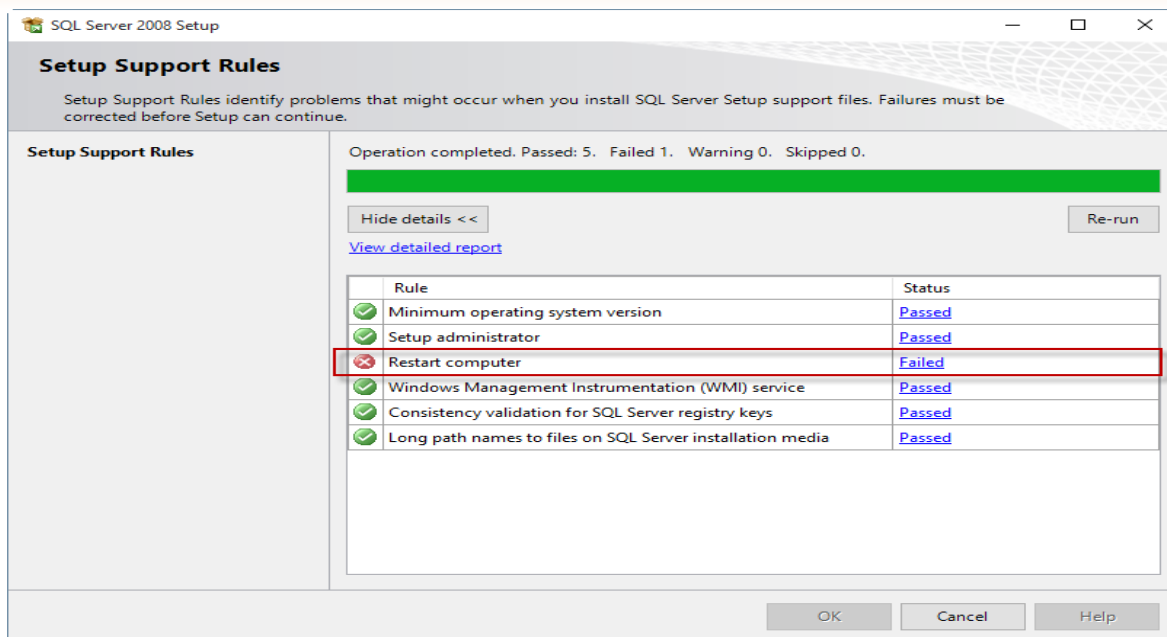 SQL Server 2008 Setup
Setup Support Rules
Setup Support Rules identify problems that might occur when you install SQL Server Setup support files. Failures must be
corrected before Setup can continue.
Setup Support Rules
Operation completed. Passed: 5. Failed 1. Warning 0. Skipped 0.
Hide details <<
Re-run
View detailed report
Rule Status
Minimum operating system version Passed
Setup administrator Passed
Restart computer Failed
Windows Management Instrumentation (WMI) service Passed
Consistency validation for SQL Server registry keys Passed
Long path names to files on SQL Server installation media Passed
OK Cancel Help